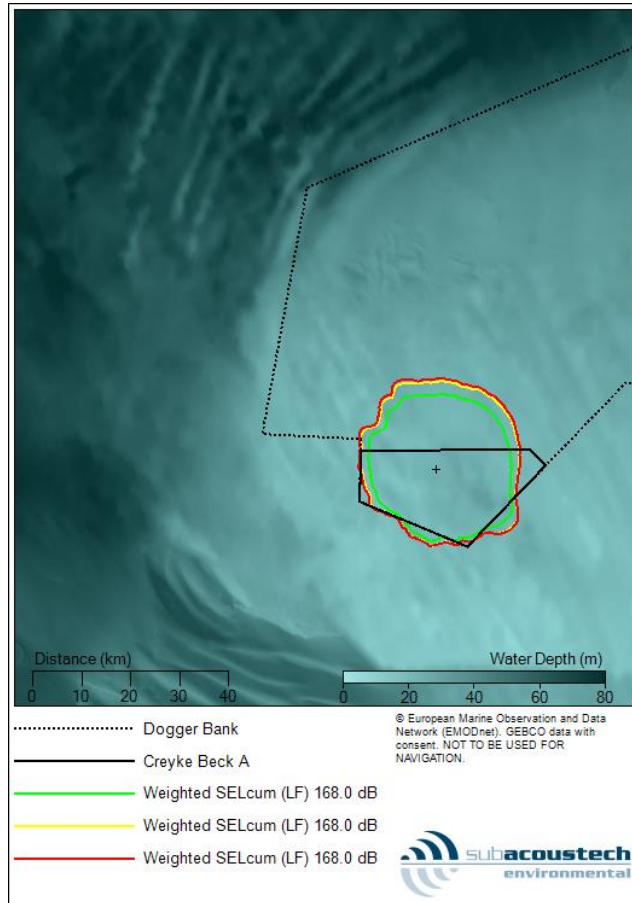 Distance (km)
0 10 20 30 40
Water Depth (m)
0 20 40 60 80
Dogger Bank
Creyke Beck A
Weighted SELcum (LF) 168.0 dB
Weighted SELcum (LF) 168.0 dB
Weighted SELcum (LF) 168.0 dB
© European Marine Observation and Data
Network (EMODnet). GEBCO data with
consent. NOT TO BE USED FOR
NAVIGATION.
subacoustech
environmental